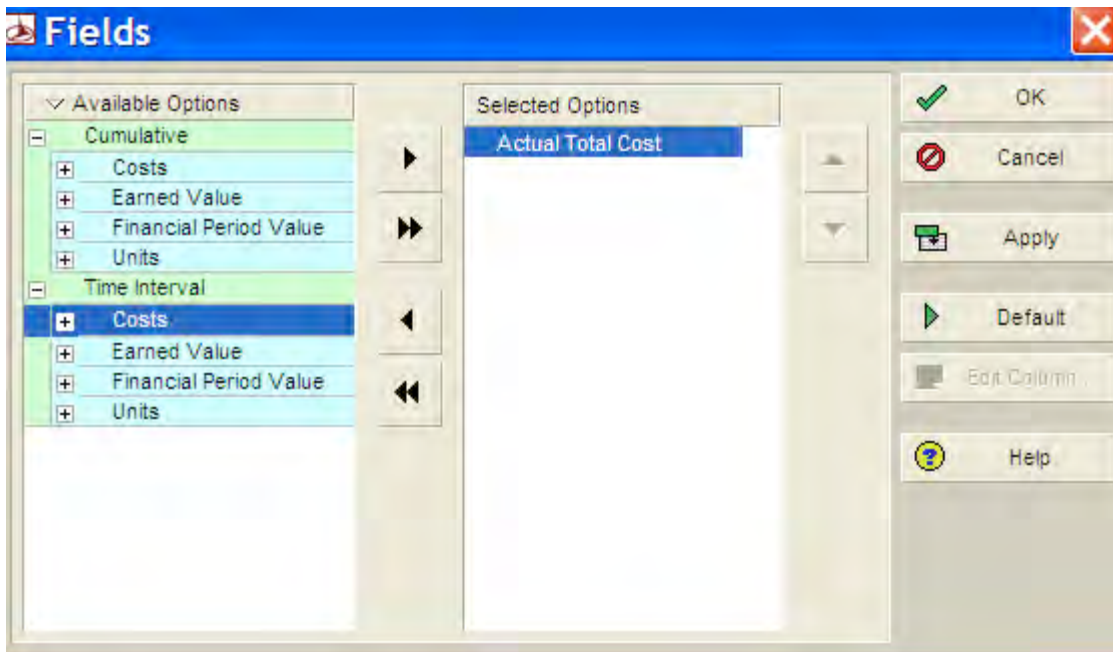 Fields
Available Options
Cumulative
Costs
Earned Value
Financial Period Value
Units
Time Interval
Costs
Earned Value
Financial Period Value
Units
Selected Options
Actual Total Cost
OK
Cancel
Apply
Default
Edit Column...
Help